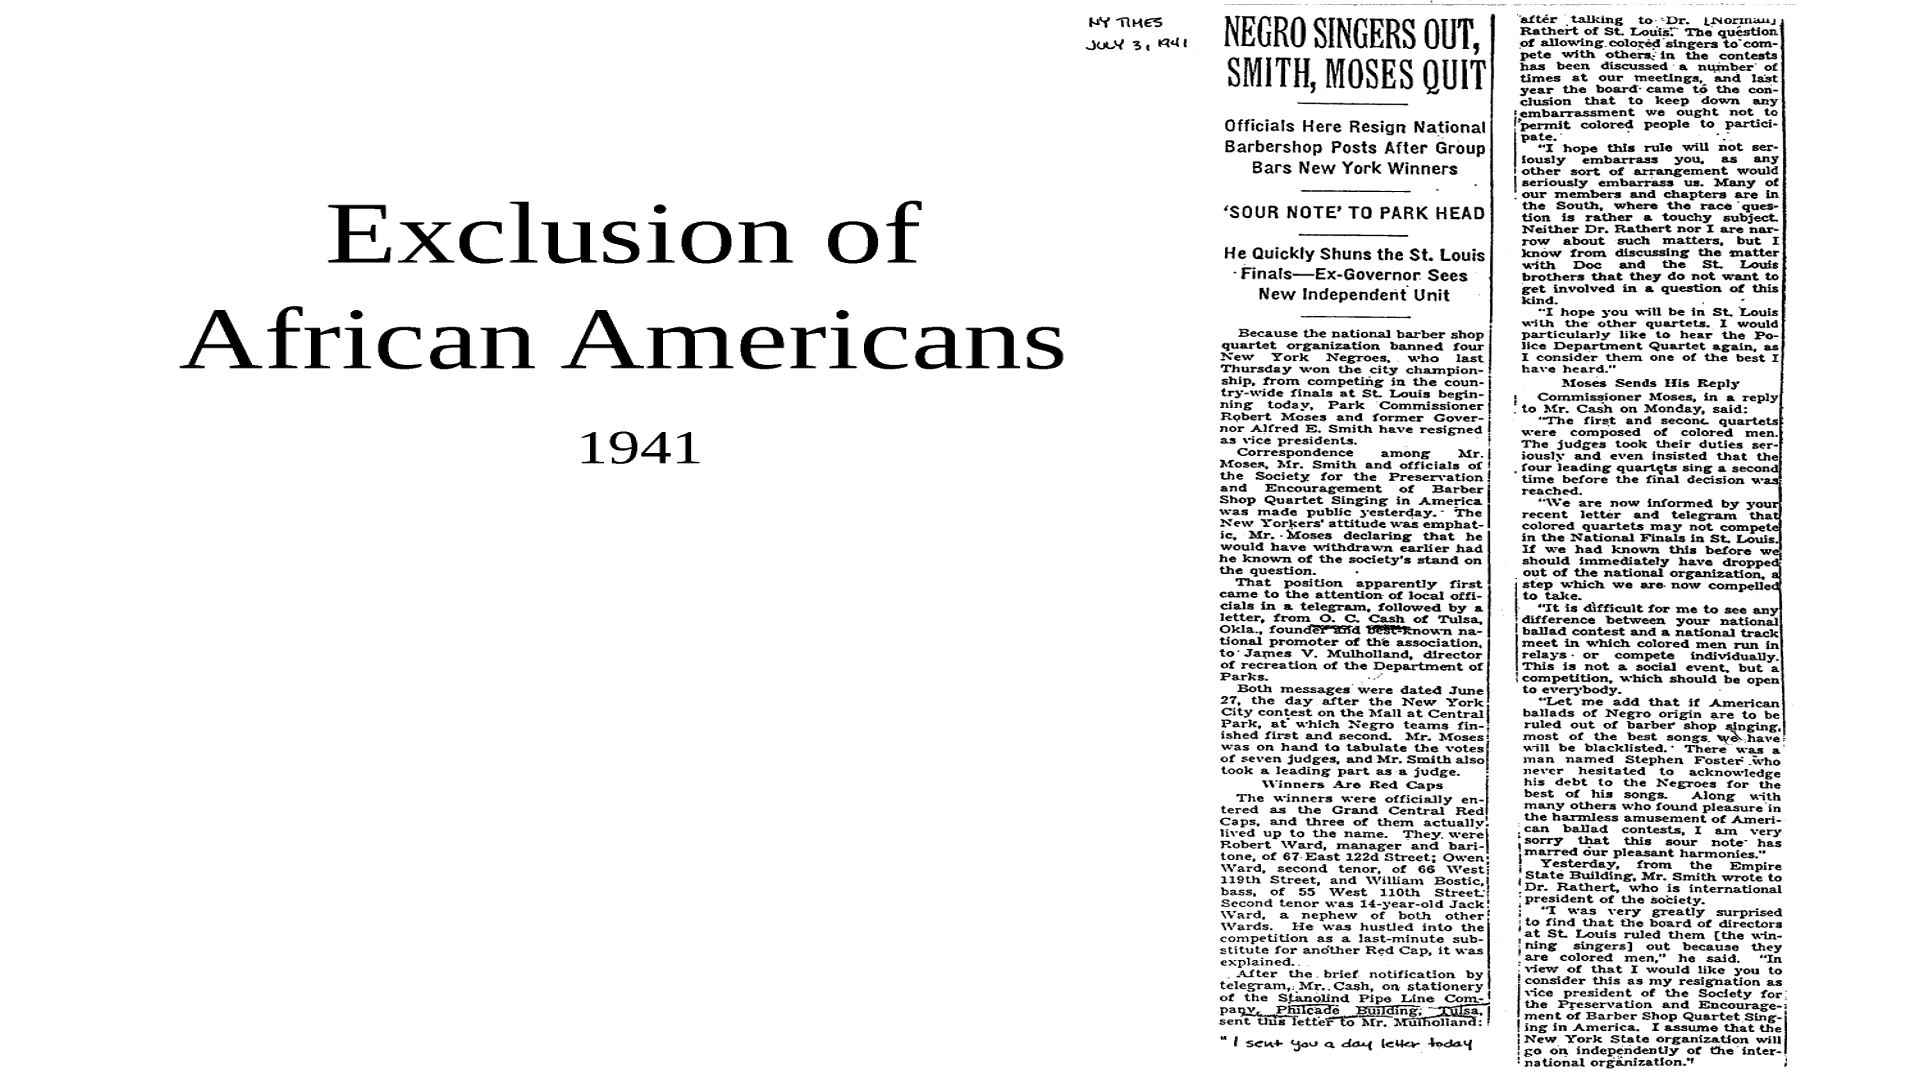 Exclusion of
African Americans
1941
NY TIMES
JULY 3, 1941
NEGRO SINGERS OUT,
SMITH, MOSES QUIT
Officials Here Resign National
Barbershop Posts After Group
Bars New York Winners
'SOUR NOTE' TO PARK HEAD
He Quickly Shuns the St. Louis
Finals—Ex-Governor Sees
New Independent Unit
Because the national barber shop
quartet organization banned four
New York Negroes, who last
Thursday won the city champion-
ship, from competing in the coun-
try-wide finals at St. Louis begin-
ning today, Park Commissioner
Robert Moses and former Gover-
nor Alfred E. Smith have resigned
as vice presidents.
Correspondence among Mr.
Moses, Mr. Smith and officials of
the Society for the Preservation
and Encouragement of Barber
Shop Quartet Singing in America
was made public yesterday. The
New Yorkers' attitude was emphat-
ic, Mr. Moses declaring that he
would have withdrawn earlier had
he known of the society's stand on
the question.
That position apparently first
came to the attention of local offi-
cials in a telegram, followed by a
letter, from O. C. Cash of Tulsa,
Okla., founder and best-known na-
tional promoter of the association,
to James V. Mulholland, director
of recreation of the Department of
Parks.
Both messages were dated June
27, the day after the New York
City contest on the Mall at Central
Park, at which Negro teams fin-
ished first and second. Mr. Moses
was on hand to tabulate the votes
of seven judges, and Mr. Smith also
took a leading part as a judge.
Winners Are Red Caps
The winners were officially en-
tered as the Grand Central Red
Caps, and three of them actually
lived up to the name. They were
Robert Ward, manager and bari-
tone, of 67 East 122d Street; Owen
Ward, second tenor, of 66 West
119th Street, and William Bostic,
bass, of 55 West 110th Street.
Second tenor was 14-year-old Jack
Ward, a nephew of both other
Wards. He was hustled into the
competition as a last-minute sub-
stitute for another Red Cap, it was
explained.
After the brief notification by
telegram, Mr. Cash, on stationery
of the Stanolind Pipe Line Com-
pany, Philcade Building, Tulsa,
sent this letter to Mr. Mulholland:
"I sent you a day letter today
after talking to Dr. [Norman]
Rathert of St. Louis. The question
of allowing colored singers to com-
pete with others in the contests
has been discussed a number of
times at our meetings, and last
year the board came to the con-
clusion that to keep down any
embarrassment we ought not to
permit colored people to partici-
pate.
"I hope this rule will not ser-
iously embarrass you, as any
other sort of arrangement would
seriously embarrass us. Many of
our members and chapters are in
the South, where the race ques-
tion is rather a touchy subject.
Neither Dr. Rathert nor I are nar-
row about such matters, but I
know from discussing the matter
with Doc and the St. Louis
brothers that they do not want to
get involved in a question of this
kind.
"I hope you will be in St. Louis
with the other quartets. I would
particularly like to hear the Po-
lice Department Quartet again, as
I consider them one of the best I
have heard."
Moses Sends His Reply
Commissioner Moses, in a reply
to Mr. Cash on Monday, said:
"The first and second quartets
were composed of colored men.
The judges took their duties ser-
iously and even insisted that the
four leading quartets sing a second
time before the final decision was
reached.
"We are now informed by your
recent letter and telegram that
colored quartets may not compete
in the National Finals in St. Louis.
If we had known this before we
should immediately have dropped
out of the national organization, a
step which we are now compelled
to take.
"It is difficult for me to see any
difference between your national
ballad contest and a national track
meet in which colored men run in
relays or compete individually.
This is not a social event, but a
competition, which should be open
to everybody.
"Let me add that if American
ballads of Negro origin are to be
ruled out of barber shop singing,
most of the best songs we have
will be blacklisted. There was a
man named Stephen Foster who
never hesitated to acknowledge
his debt to the Negroes for the
best of his songs. Along with
many others who found pleasure in
the harmless amusement of Ameri-
can ballad contests, I am very
sorry that this sour note has
marred our pleasant harmonies."
Yesterday, from the Empire
State Building, Mr. Smith wrote to
Dr. Rathert, who is international
president of the society.
"I was very greatly surprised
to find that the board of directors
at St. Louis ruled them [the win-
ning singers] out because they
are colored men," he said. "In
view of that I would like you to
consider this as my resignation as
vice president of the Society for
the Preservation and Encourage-
ment of Barber Shop Quartet Sing-
ing in America. I assume that the
New York State organization will
go on independently of the inter-
national organization."